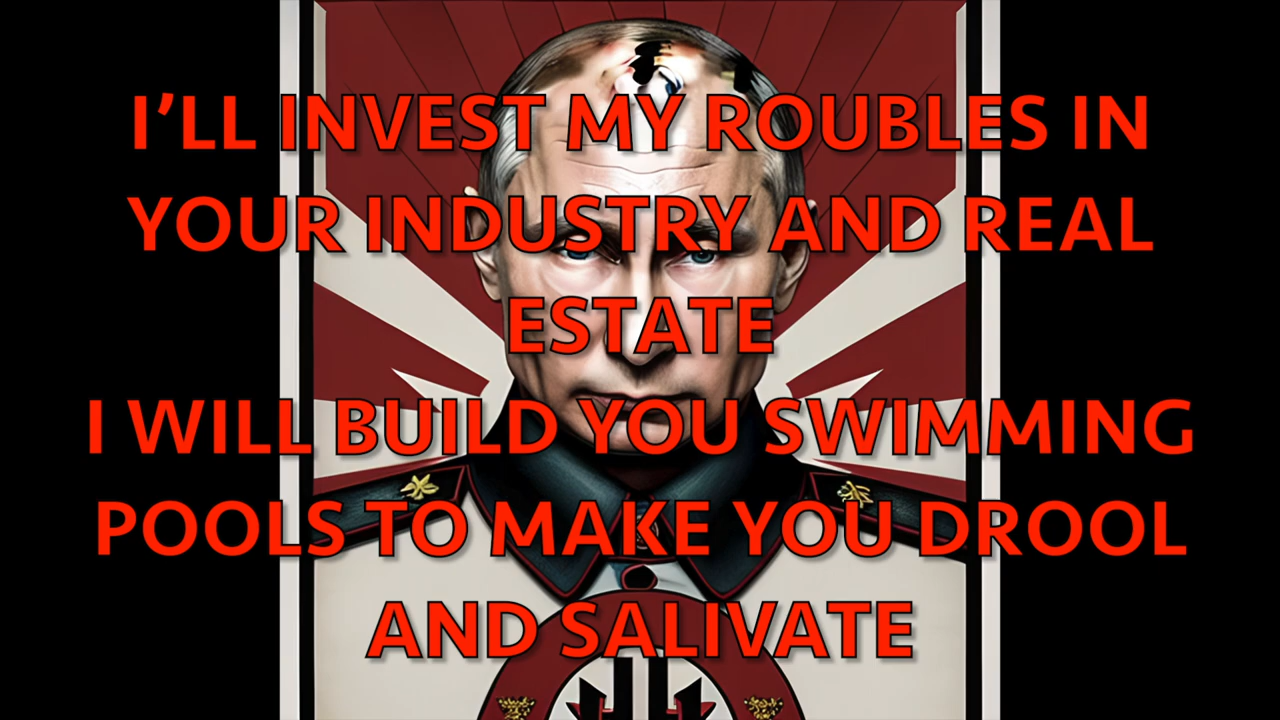 I’LL INVEST MY ROUBLES IN
YOUR INDUSTRY AND REAL
ESTATE
I WILL BUILD YOU SWIMMING
POOLS TO MAKE YOU DROOL
AND SALIVATE